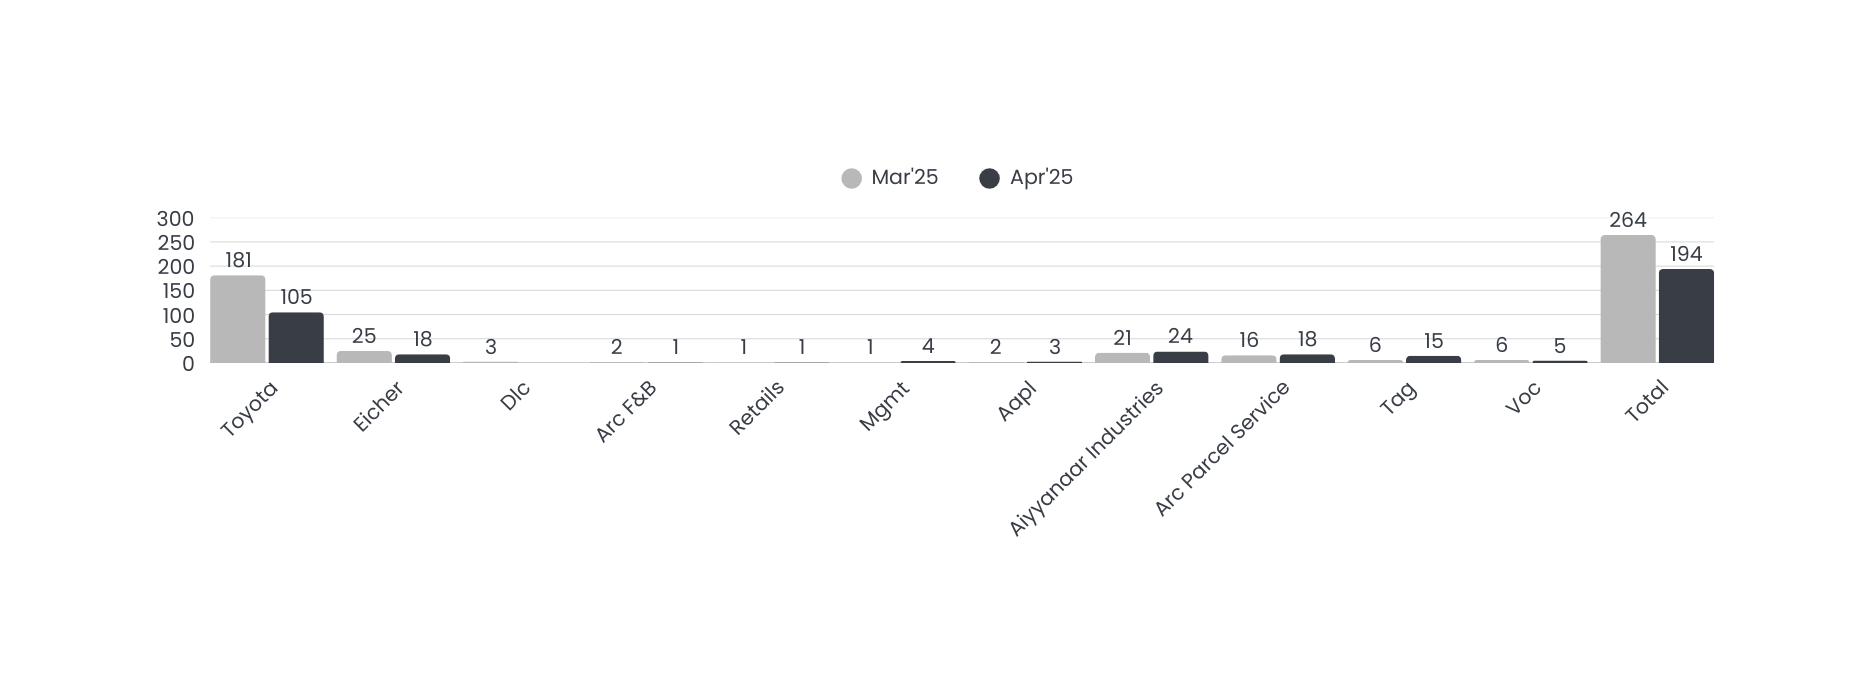 Mar'25 Apr'25
300
250
200
150
100
50
0
181 105 25 18 3 2 1 1 1 1 4 2 3 21 24 16 18 6 15 6 5 264 194
Toyota
Eicher
Dlc
Arc F&B
Retails
Mgmt
Aapl
Aiyyanaar Industries
Arc Parcel Service
Tag
Voc
Total